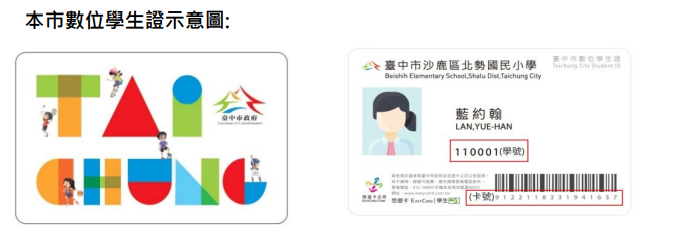 本市數位學生證示意圖:
TAI
CHUNG
臺中市政府
TAICHUNG CITY GOVERNMENT
臺中市沙鹿區北勢國民小學
Beishih Elementary School,Shalu Dist,Taichung City
臺中市數位學生證
Taichung City Student ID
藍約翰
LAN,YUE-HAN
110001(學號)
悠遊卡 EASYCARD (學生
(卡號) 9122118331941637